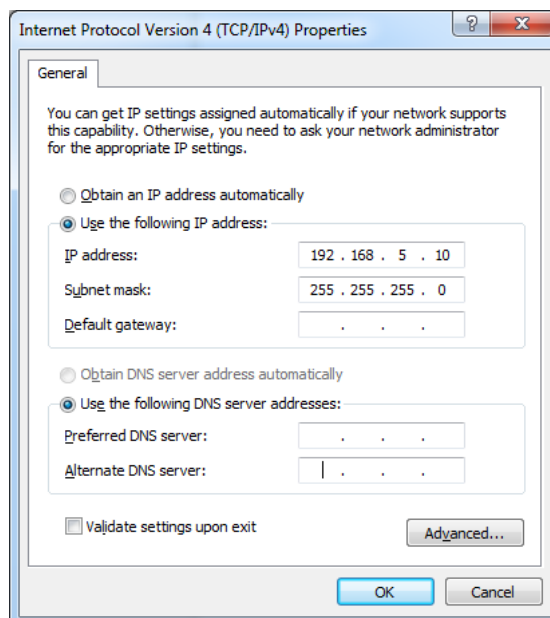 Internet Protocol Version 4 (TCP/IPv4) Properties
General
You can get IP settings assigned automatically if your network supports
this capability. Otherwise, you need to ask your network administrator
for the appropriate IP settings.
Obtain an IP address automatically
Use the following IP address:
IP address: 192 . 168 . 5 . 10
Subnet mask: 255 . 255 . 255 . 0
Default gateway: . . .
Obtain DNS server address automatically
Use the following DNS server addresses:
Preferred DNS server: . . .
Alternate DNS server: . . .
Validate settings upon exit
Advanced...
OK Cancel